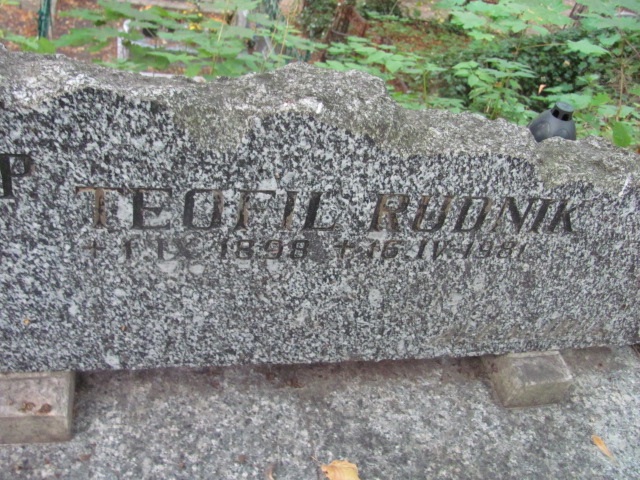 P TEOFIL RUDNIK
+ 1.IX 1898 + 16.IV.1981